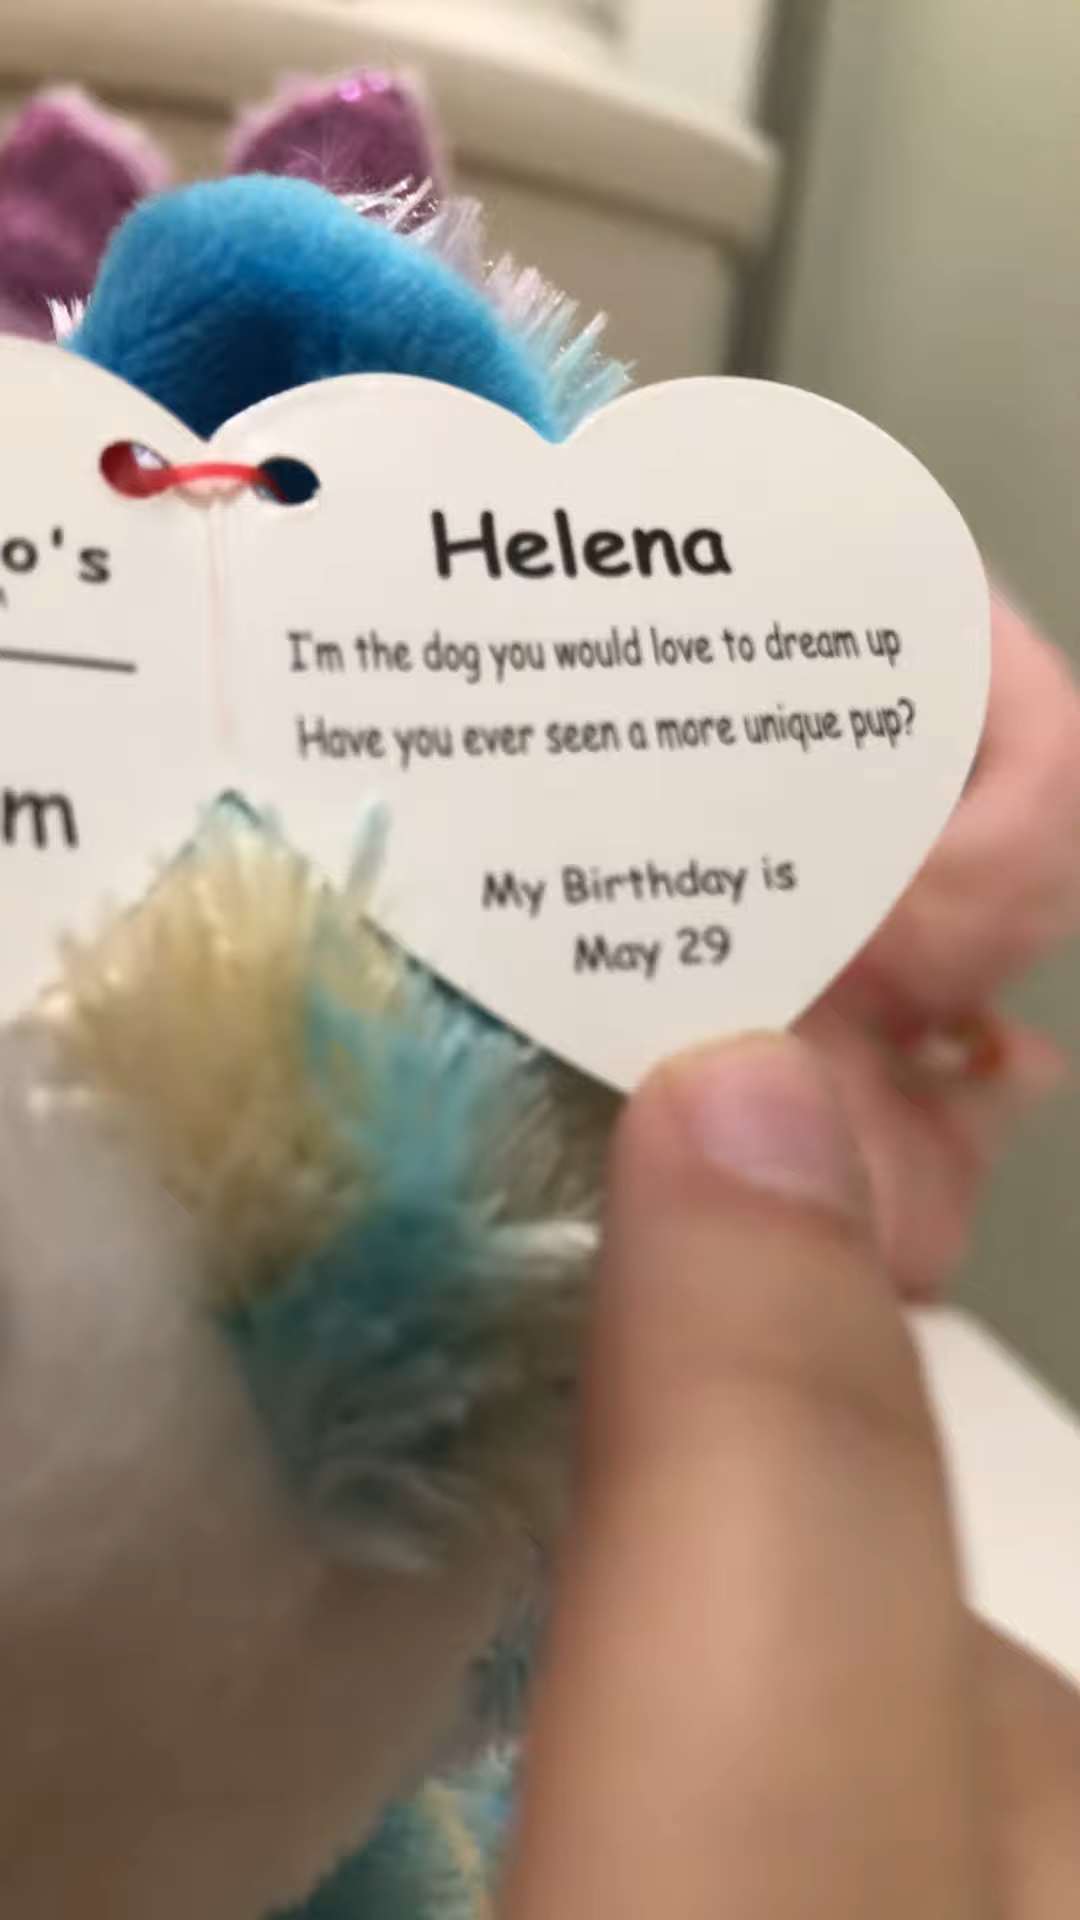 o's
m
Helena
I'm the dog you would love to dream up
Have you ever seen a more unique pup?
My Birthday is
May 29